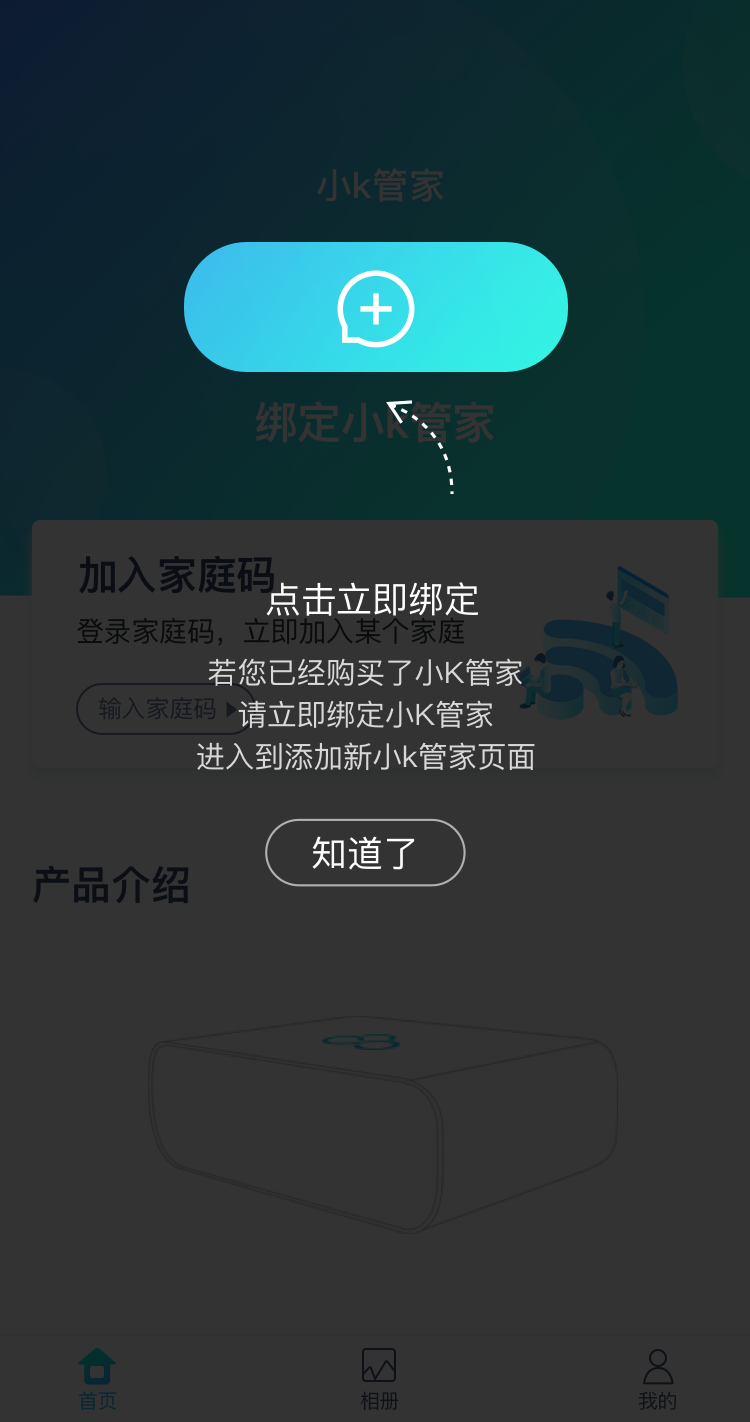 小k管家
绑定小k管家
加入家庭码
点击立即绑定
登录家庭码，立即加入某个家庭
若您已经购买了小K管家
输入家庭码
请立即绑定小K管家
进入到添加新小k管家页面
知道了
产品介绍
首页
相册
我的